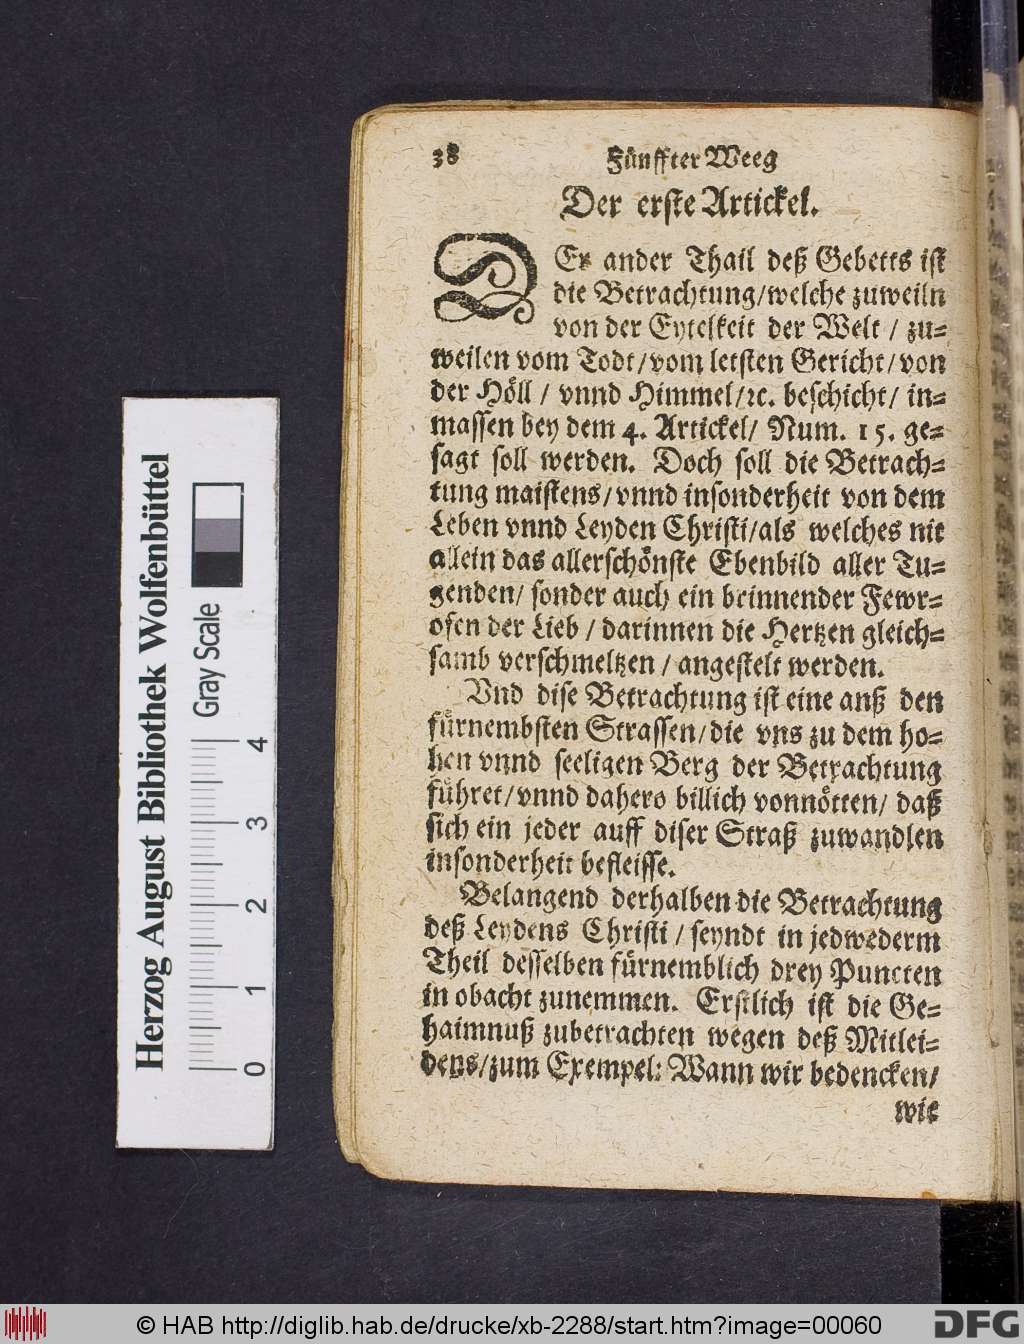 38 Fünffter Weeg
Der erste Artickel.
DEr ander Thail deß Gebetts ist
die Betrachtung/welche zuweiln
von der Eytelkeit der Welt / zu-
weilen vom Todt/vom letsten Gericht/von
der Höll / vnnd Himmel/ꝛc. beschicht/ in-
massen bey dem 4. Artickel/ Num. 15. ge-
sagt soll werden. Doch soll die Betrach-
tung maistens/vnnd insonderheit von dem
Leben vnnd Leyden Christi/als welches nit
allein das allerschönste Ebenbild aller Tu-
genden/ sonder auch ein brinnender Fewr-
ofen der Lieb / darinnen die Hertzen gleich-
samb verschmeltzen / angestelt werden.
Vnd dise Betrachtung ist eine anß den
fürnembsten Strassen/die vns zu dem ho-
hen vnnd seeligen Berg der Betrachtung
führet/vnnd dahero billich vonnötten/ daß
sich ein jeder auff diser Straß zuwandlen
insonderheit befleisse.
Belangend derhalben die Betrachtung
deß Leydens Christi / seyndt in jedwederm
Theil desselben fürnemblich drey Puncten
in obacht zunemmen. Erstlich ist die Ge-
haimnuß zubetrachten wegen deß Mitlei-
dens/zum Exempel: Wann wir bedencken/
wie
Herzog August Bibliothek Wolfenbüttel
Gray Scale
0 1 2 3 4
© HAB http://diglib.hab.de/drucke/xb-2288/start.htm?image=00060
DFG